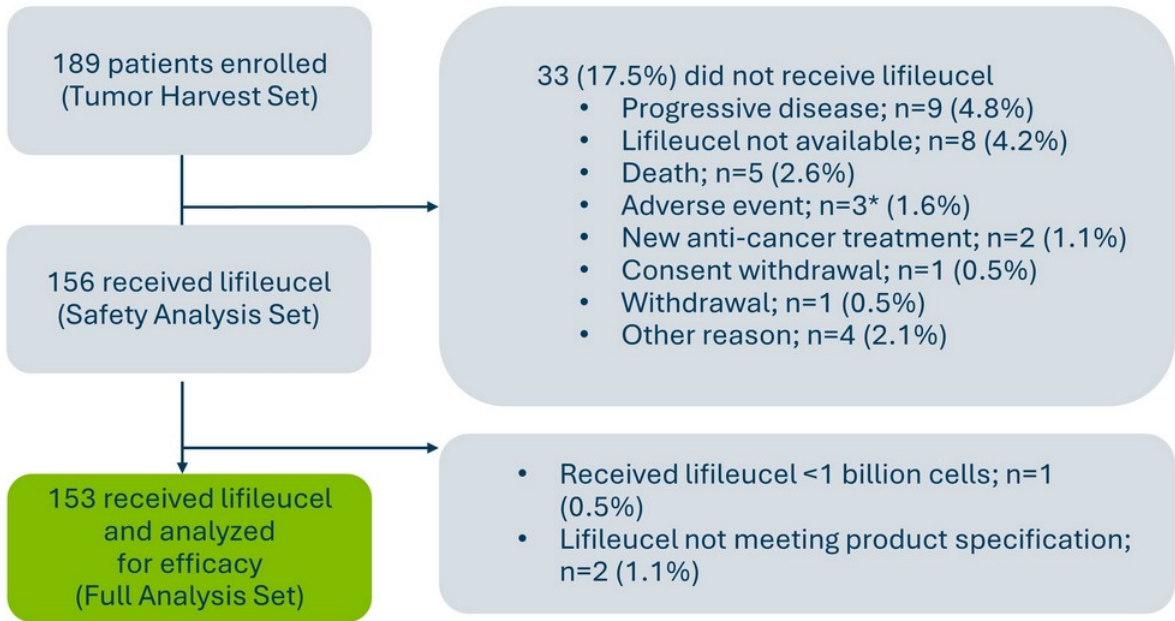 189 patients enrolled
(Tumor Harvest Set)
33 (17.5%) did not receive lifileucel
• Progressive disease; n=9 (4.8%)
• Lifileucel not available; n=8 (4.2%)
• Death; n=5 (2.6%)
• Adverse event; n=3* (1.6%)
• New anti-cancer treatment; n=2 (1.1%)
• Consent withdrawal; n=1 (0.5%)
• Withdrawal; n=1 (0.5%)
• Other reason; n=4 (2.1%)
156 received lifileucel
(Safety Analysis Set)
• Received lifileucel <1 billion cells; n=1
(0.5%)
• Lifileucel not meeting product specification;
n=2 (1.1%)
153 received lifileucel
and analyzed
for efficacy
(Full Analysis Set)